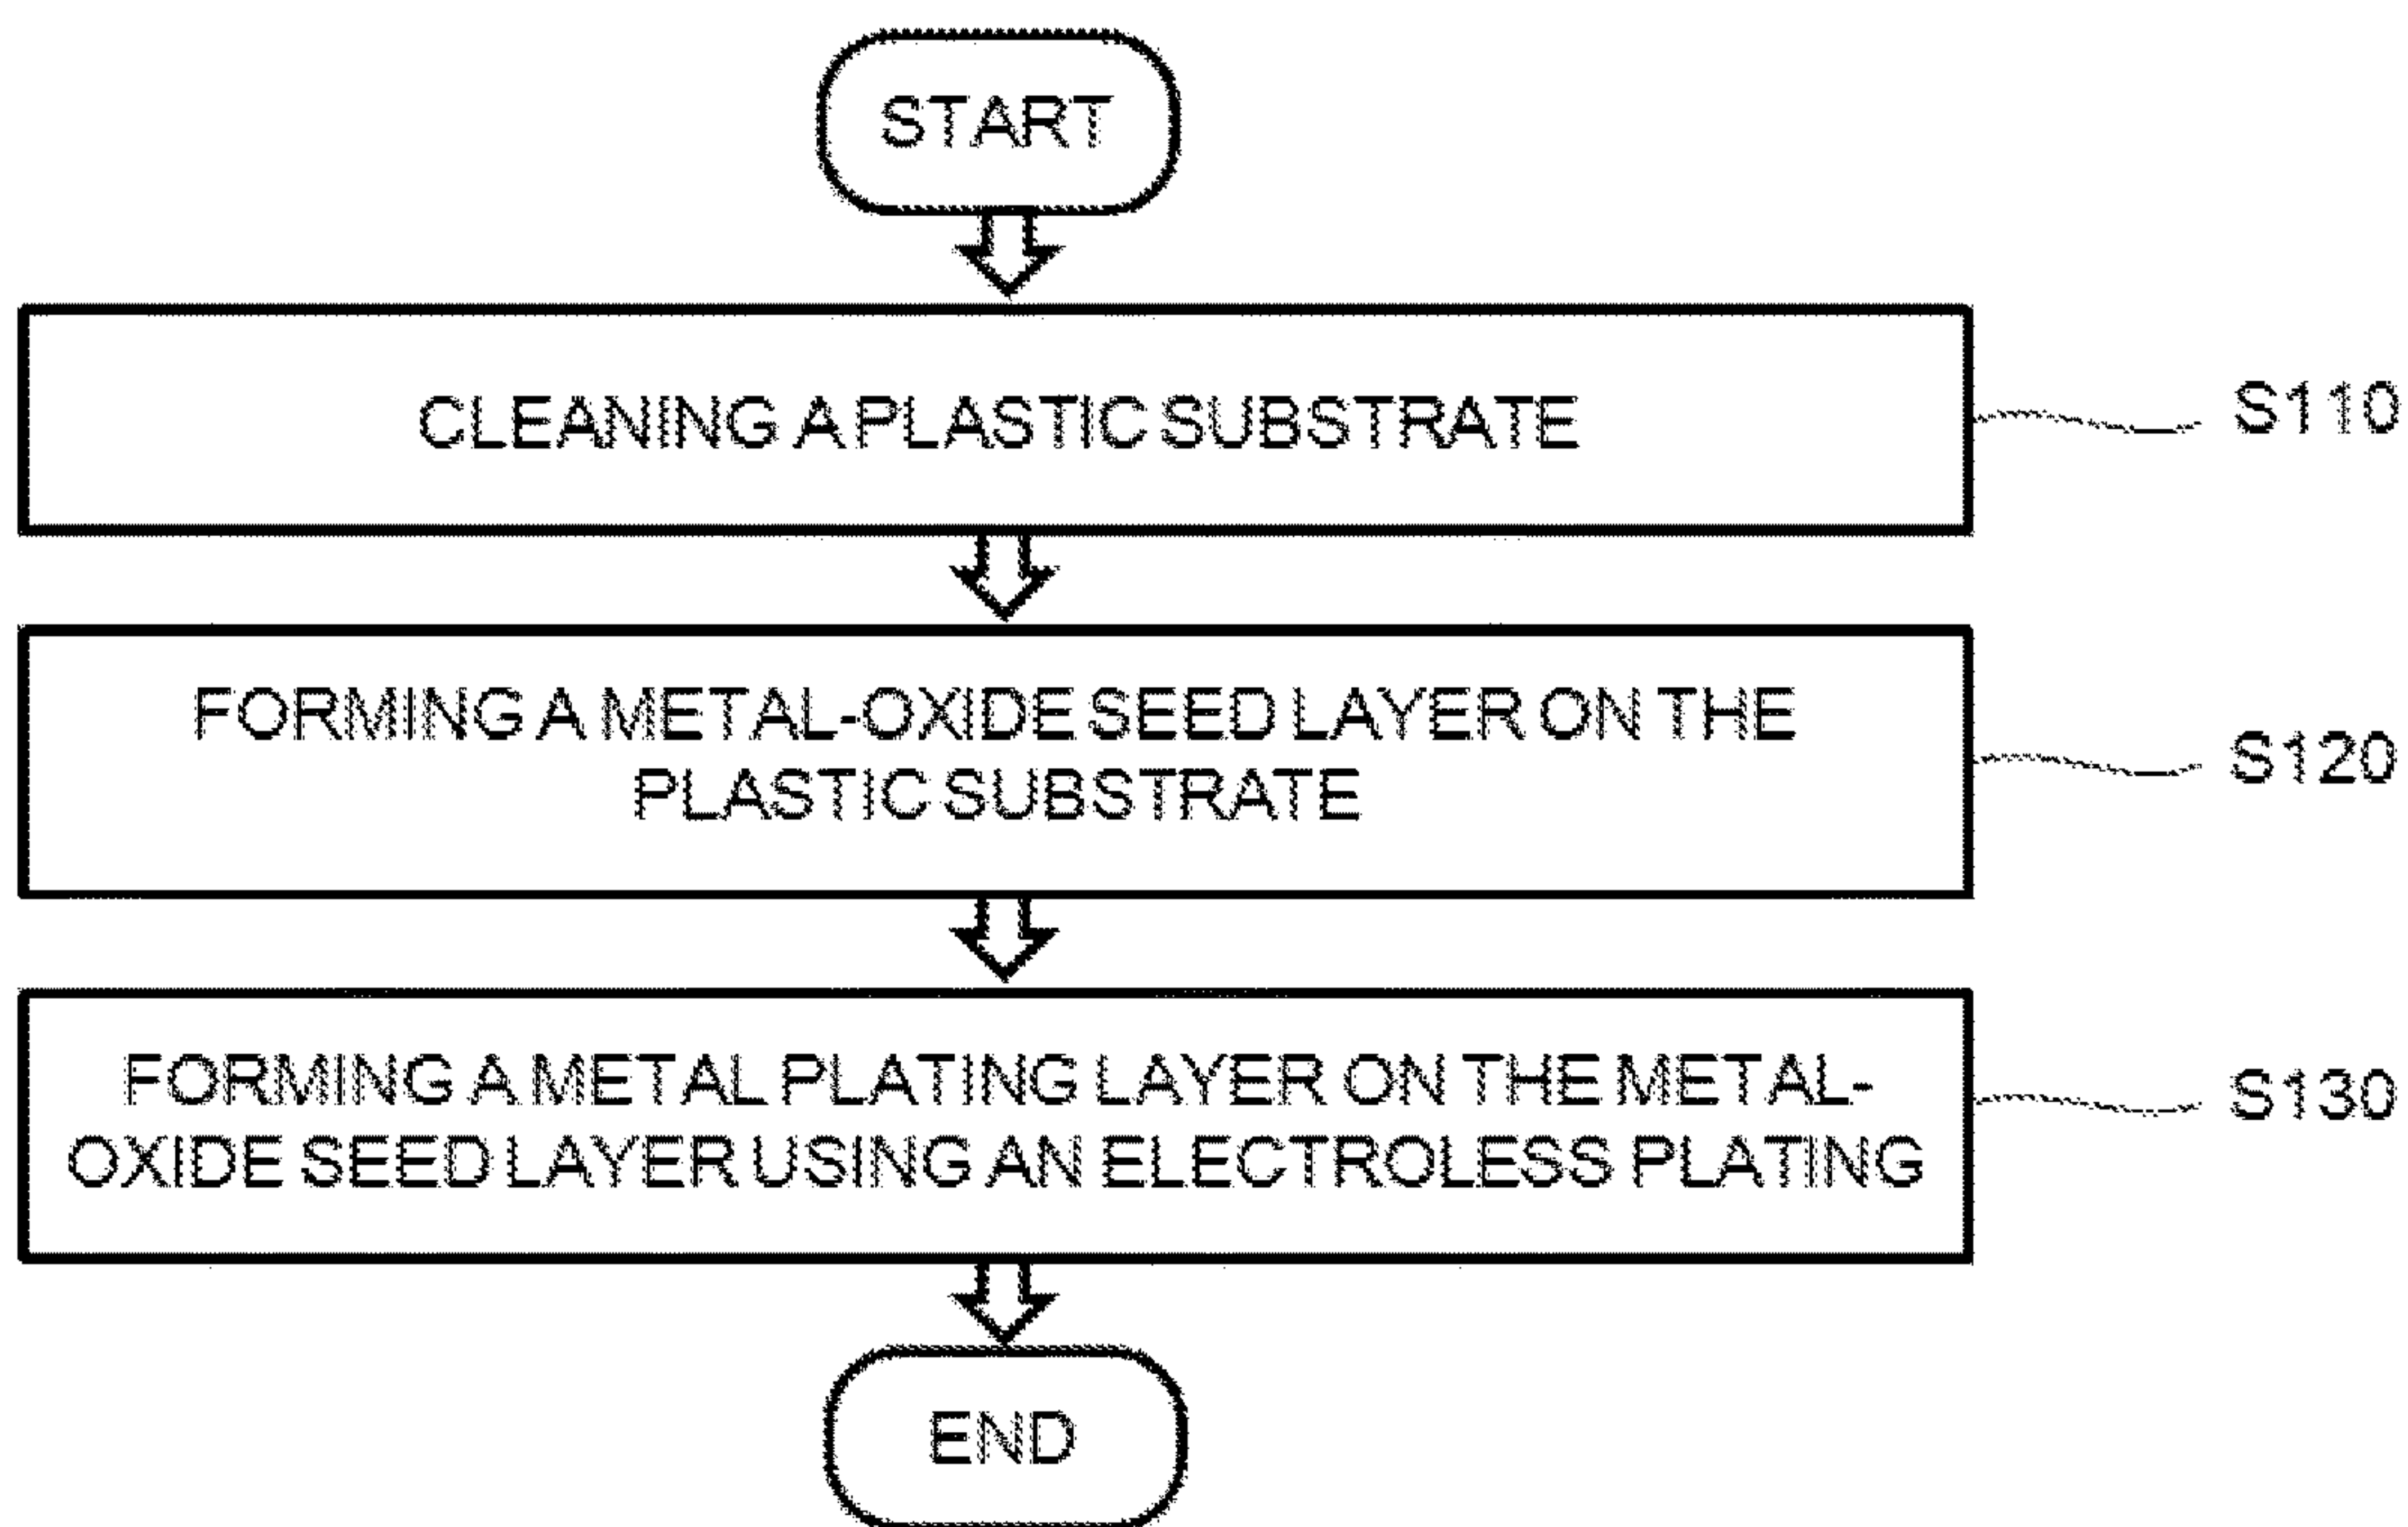 START
CLEANING A PLASTIC SUBSTRATE
S110
FORMING A METAL-OXIDE SEED LAYER ON THE
PLASTIC SUBSTRATE
S120
FORMING A METAL PLATING LAYER ON THE METAL-
OXIDE SEED LAYER USING AN ELECTROLESS PLATING
S130
END